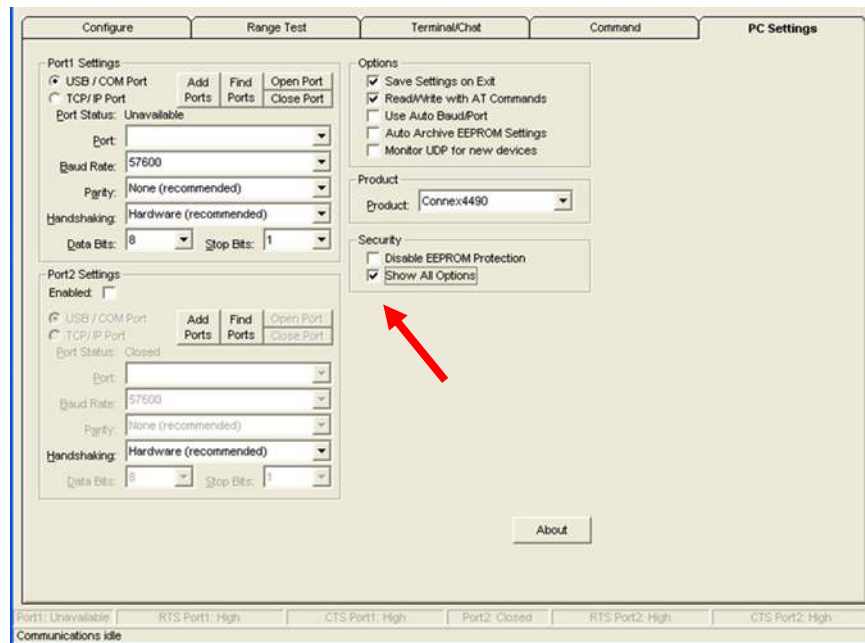 Configure Range Test Terminal/Chat Command PC Settings
Port1 Settings
USB / COM Port
TCP/IP Port
Add Ports
Find Ports
Open Port
Close Port
Port Status: Unavailable
Port:
Baud Rate: 57600
Parity: None (recommended)
Handshaking: Hardware (recommended)
Data Bits: 8 Stop Bits: 1
Port2 Settings
Enabled:
USB / COM Port
TCP/IP Port
Add Ports
Find Ports
Open Port
Close Port
Port Status: Closed
Port:
Baud Rate: 57600
Parity: None (recommended)
Handshaking: Hardware (recommended)
Data Bits: 8 Stop Bits: 1
Options
Save Settings on Exit
Read/Write with AT Commands
Use Auto Baud/Port
Auto Archive EEPROM Settings
Monitor UDP for new devices
Product
Product: Connex4490
Security
Disable EEPROM Protection
Show All Options
About
Port1: Unavailable RTS Port1: High CTS Port1: High Port2: Closed RTS Port2: High CTS Port2: High
Communications idle